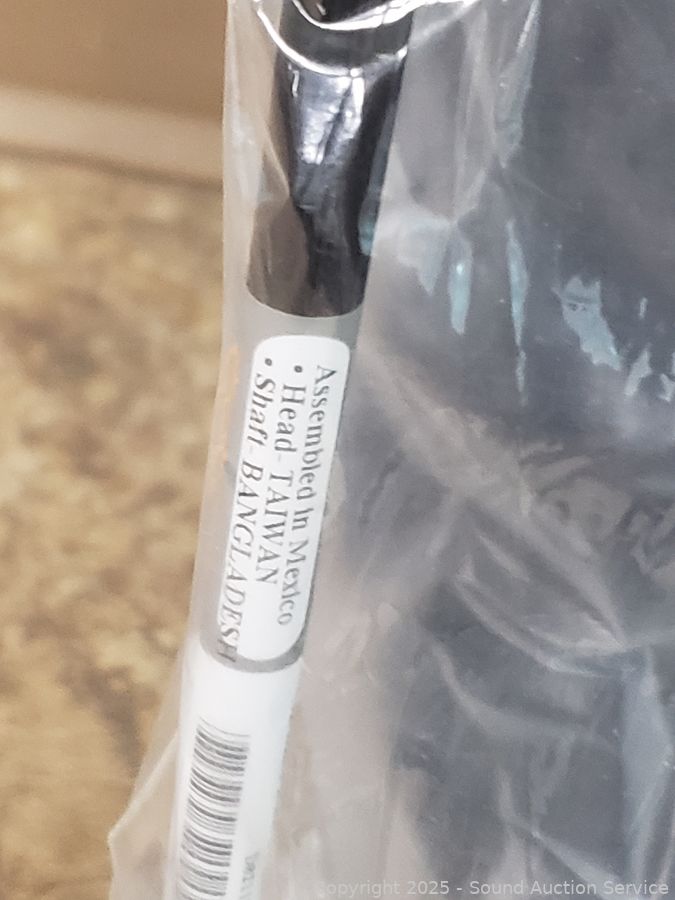 Assembled in Mexico
• Head- TAIWAN
• Shaft- BANGLADESH
Copyright 2025 - Sound Auction Service